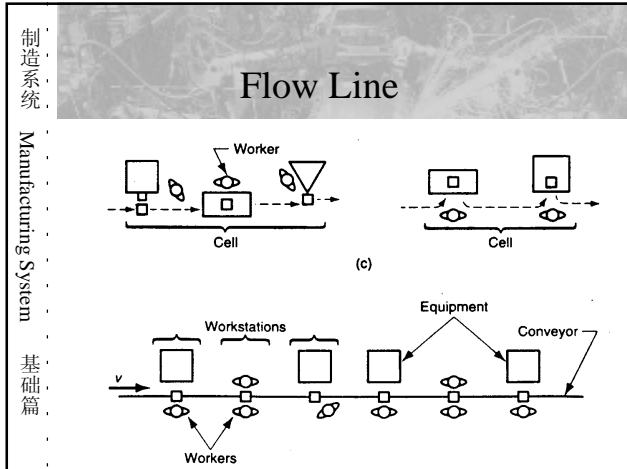 制造系统 Manufacturing System 基础篇
Flow Line
Worker
Cell
Cell
(c)
Equipment
Workstations
Conveyor
v
Workers